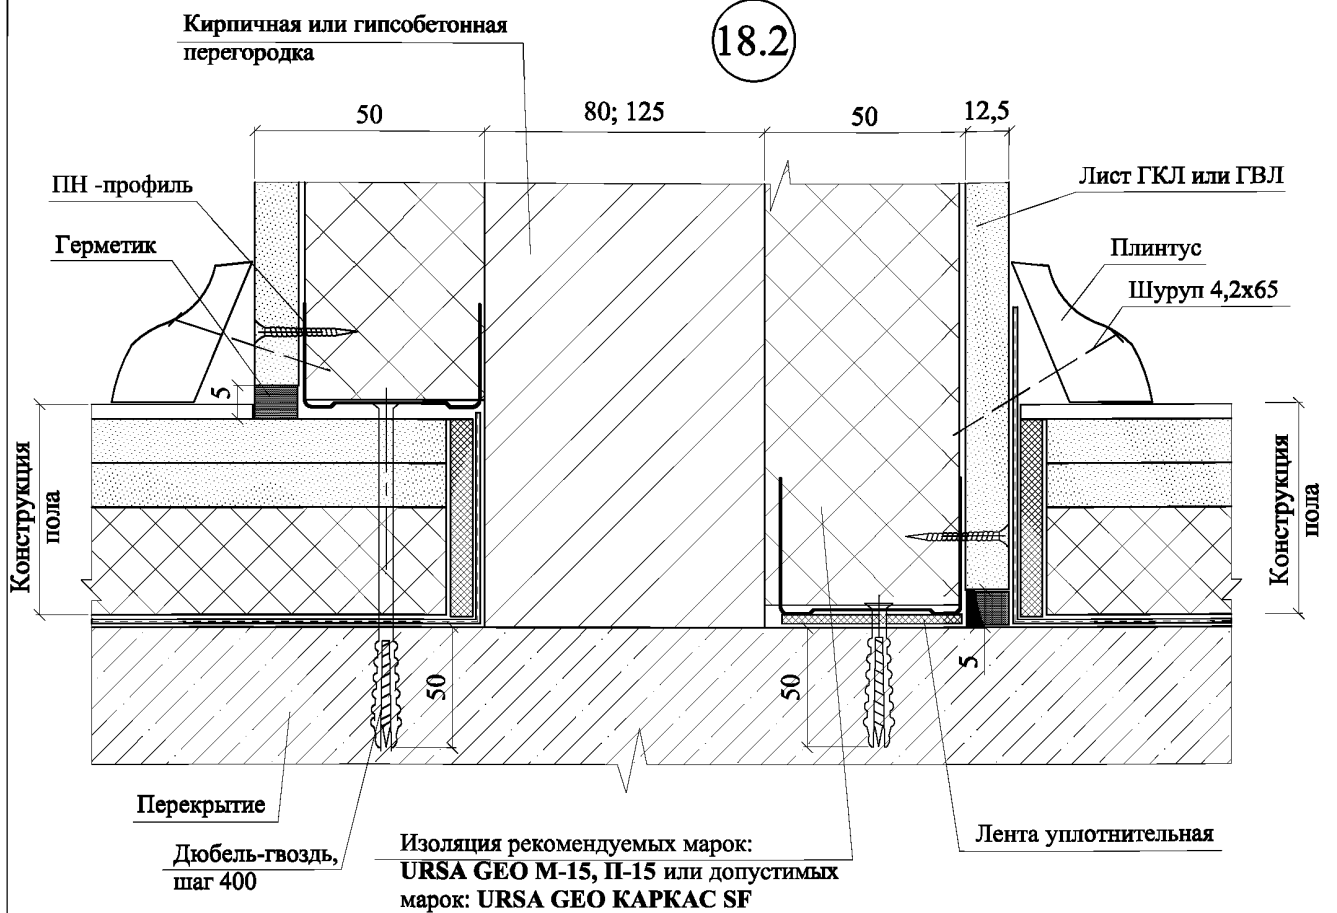 Кирпичная или гипсобетонная
перегородка
18.2
50
80; 125
50
12,5
ПН -профиль
Лист ГКЛ или ГВЛ
Герметик
Плинтус
Шуруп 4,2х65
5
Конструкция
пола
Конструкция
пола
50
50
5
Перекрытие
Дюбель-гвоздь,
шаг 400
Изоляция рекомендуемых марок:
URSA GEO М-15, П-15 или допустимых
марок: URSA GEO КАРКАС SF
Лента уплотнительная